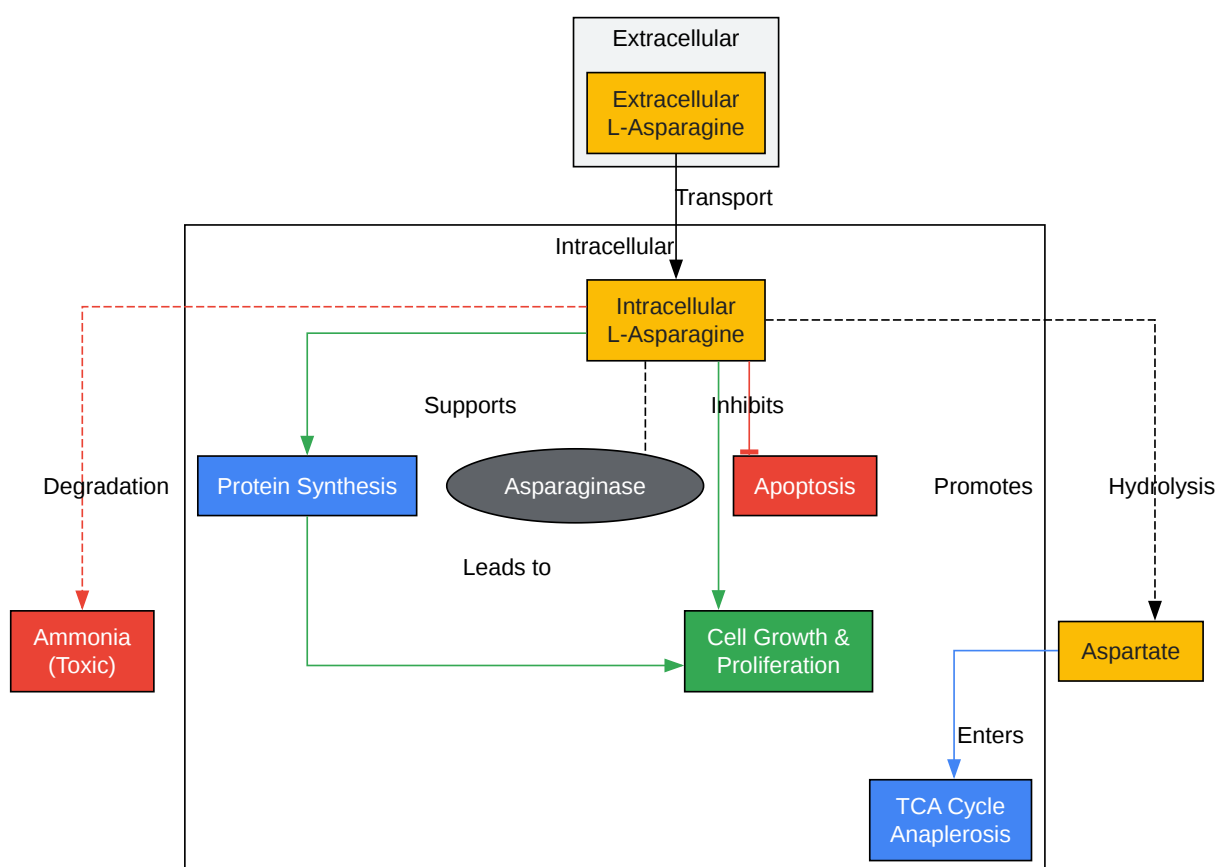 Extracellular
Extracellular
L-Asparagine
Transport
Intracellular
Intracellular
L-Asparagine
Supports
Inhibits
Degradation
Protein Synthesis
Asparaginase
Apoptosis
Promotes
Hydrolysis
Leads to
Ammonia
(Toxic)
Cell Growth &
Proliferation
Aspartate
Enters
TCA Cycle
Anaplerosis